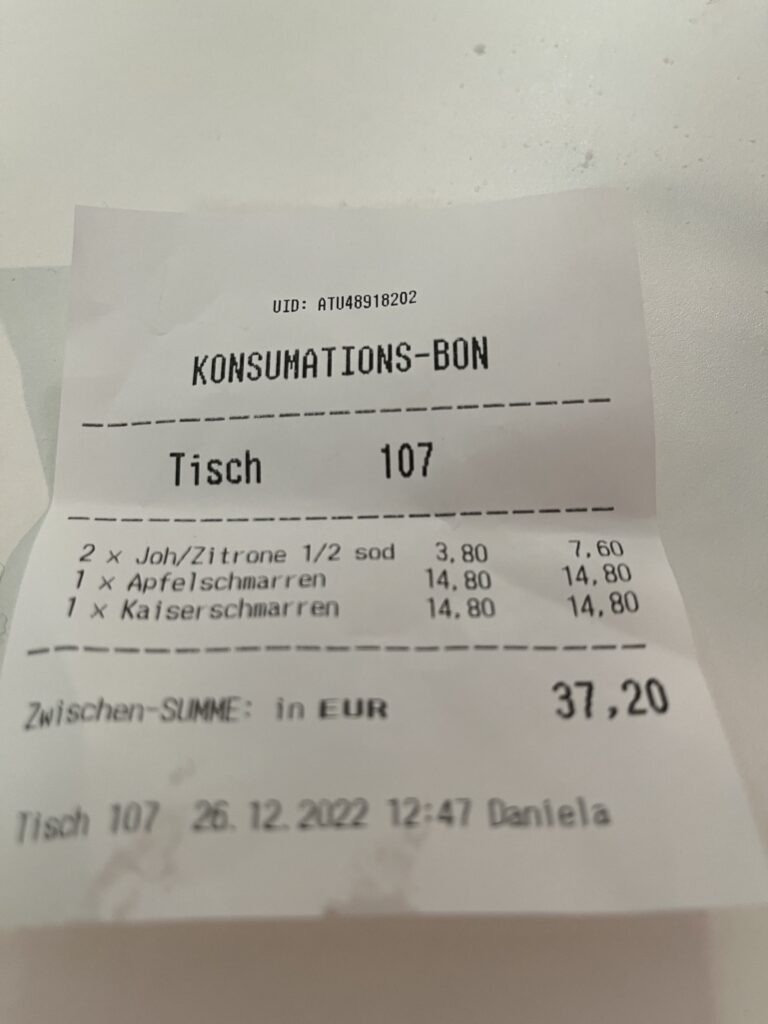 UID: ATU48918202
KONSUMATIONS-BON
Tisch 107
2 x Joh/Zitrone 1/2 sod 3,80 7,60
1 x Apfelschmarren 14,80 14,80
1 x Kaiserschmarren 14,80 14,80
Zwischen-SUMME: in EUR 37,20
Tisch 107 26.12.2022 12:47 Daniela